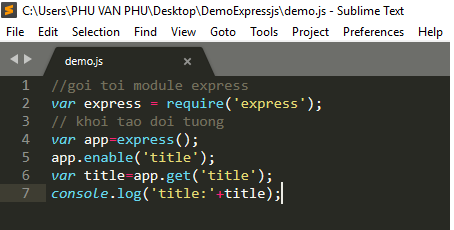 C:\Users\PHU VAN PHU\Desktop\DemoExpressjs\demo.js - Sublime Text
File Edit Selection Find View Goto Tools Project Preferences Help
demo.js ×
1 //goi toi module express
2 var express = require('express');
3 // khoi tao doi tuong
4 var app=express();
5 app.enable('title');
6 var title=app.get('title');
7 console.log('title:'+title);